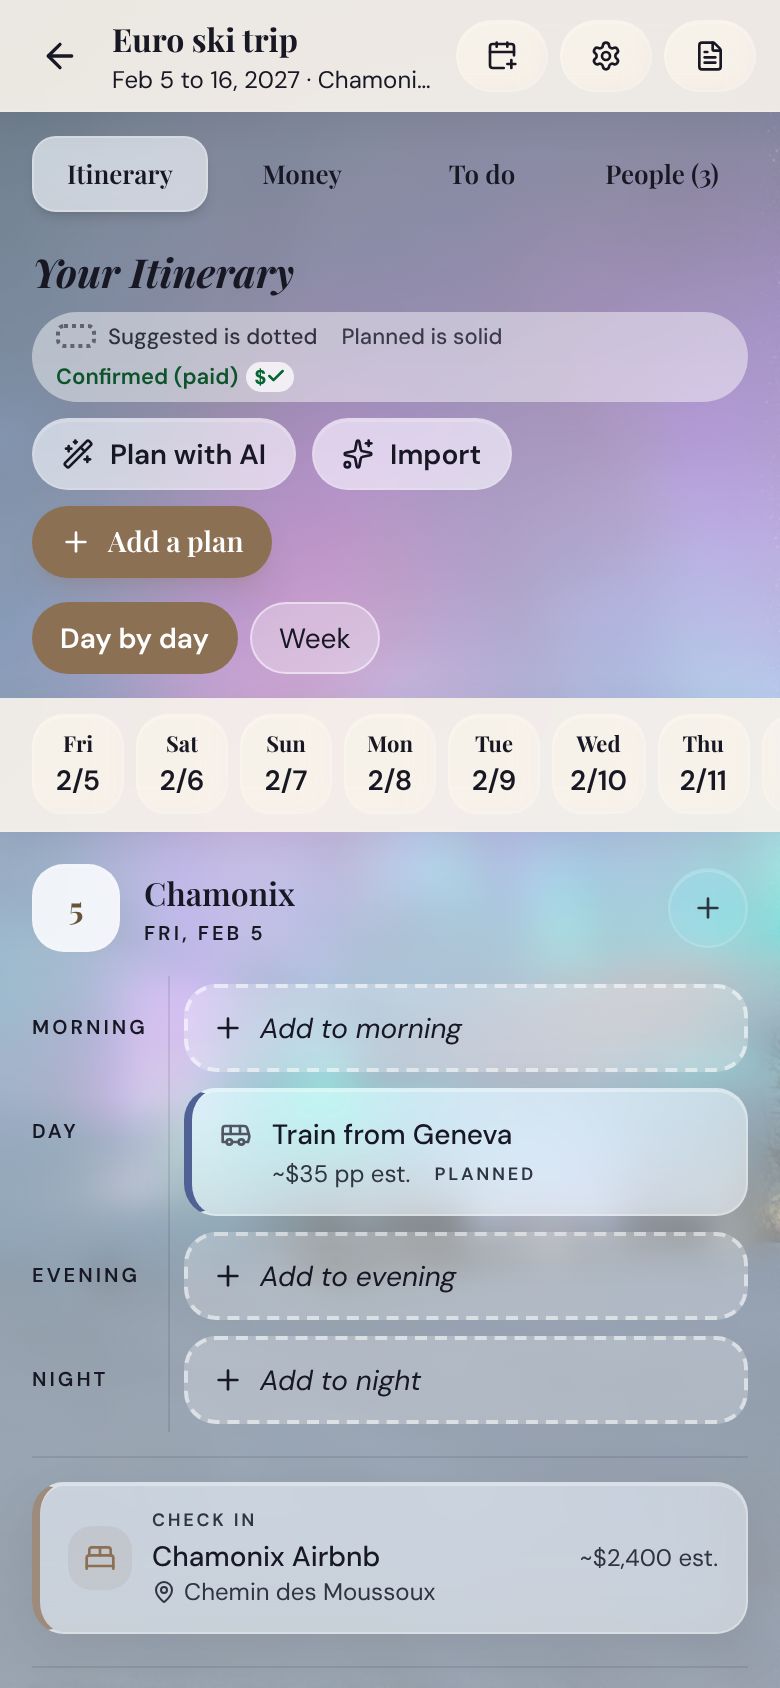 Euro ski trip
Feb 5 to 16, 2027 · Chamoni...
Itinerary Money To do People (3)
Your Itinerary
Suggested is dotted Planned is solid
Confirmed (paid) $✓
Plan with AI Import
+ Add a plan
Day by day Week
Fri Sat Sun Mon Tue Wed Thu
2/5 2/6 2/7 2/8 2/9 2/10 2/11
5 Chamonix
FRI, FEB 5
MORNING + Add to morning
DAY Train from Geneva
~$35 pp est. PLANNED
EVENING + Add to evening
NIGHT + Add to night
CHECK IN
Chamonix Airbnb ~$2,400 est.
Chemin des Moussoux